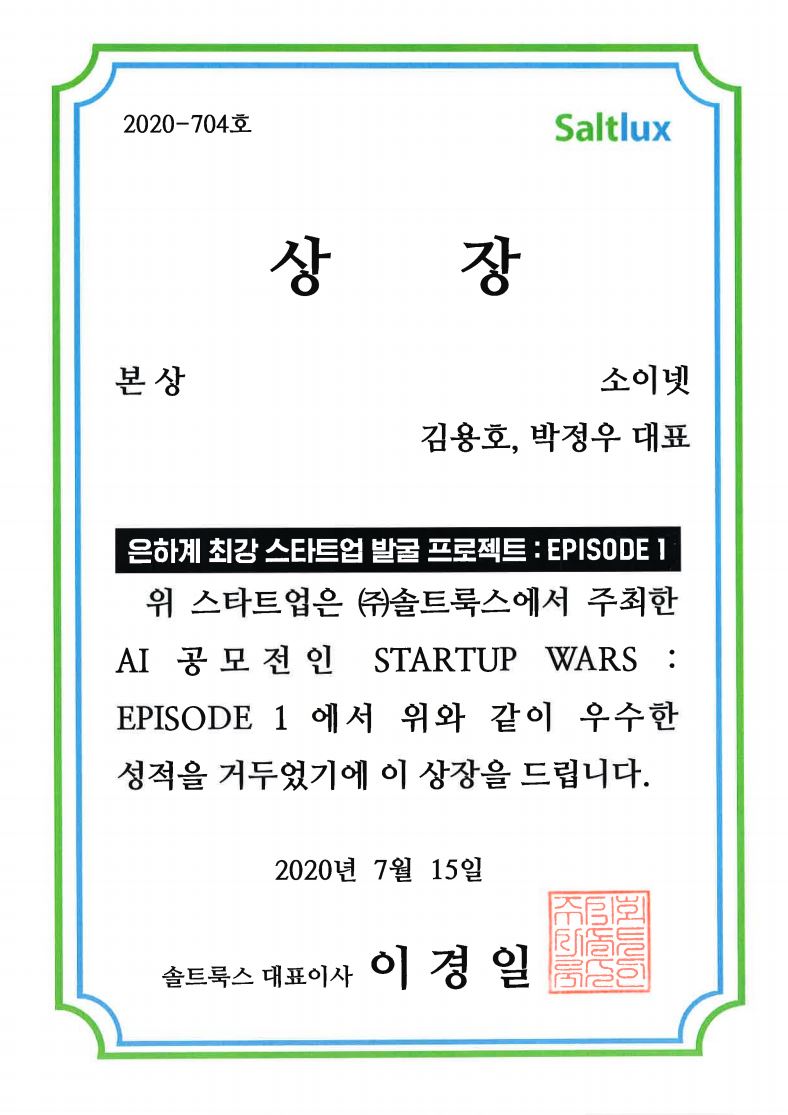 2020-704호
Saltlux
상 장
본 상
소이넷
김용호, 박정우 대표
은하계 최강 스타트업 발굴 프로젝트 : EPISODE 1
위 스타트업은 ㈜솔트룩스에서 주최한
AI 공모전인 STARTUP WARS :
EPISODE 1 에서 위와 같이 우수한
성적을 거두었기에 이 상장을 드립니다.
2020년 7월 15일
솔트룩스 대표이사 이 경 일